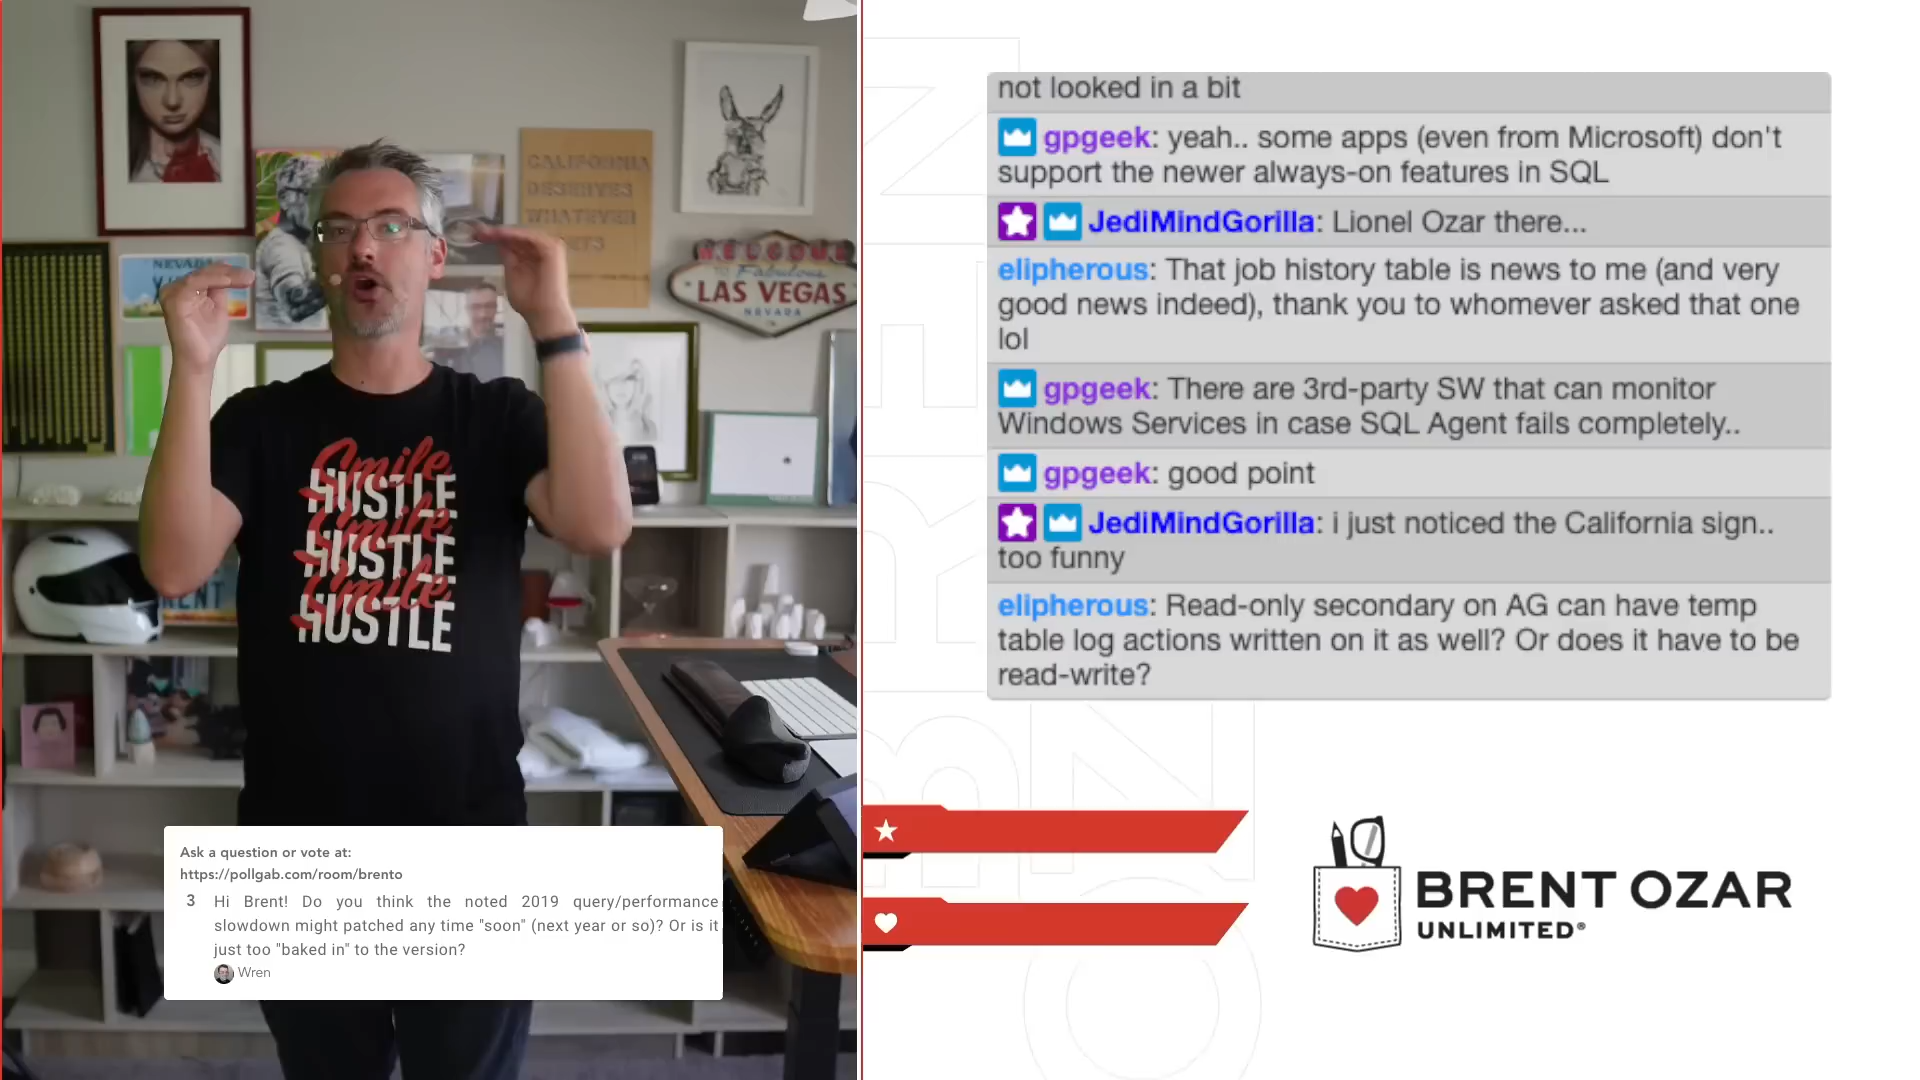 CALIFORNIA
DESERVES
WHATEVER
NEVADA
WELCOME
TO Fabulous
LAS VEGAS
NEVADA
Smile
HUSTLE
Smile
HUSTLE
Smile
HUSTLE
Ask a question or vote at:
https://pollgab.com/room/brento
3 Hi Brent! Do you think the noted 2019 query/performance
slowdown might patched any time "soon" (next year or so)? Or is it
just too "baked in" to the version?
Wren
not looked in a bit
gpgeek: yeah.. some apps (even from Microsoft) don't
support the newer always-on features in SQL
JediMindGorilla: Lionel Ozar there...
elipherous: That job history table is news to me (and very
good news indeed), thank you to whomever asked that one
lol
gpgeek: There are 3rd-party SW that can monitor
Windows Services in case SQL Agent fails completely..
gpgeek: good point
JediMindGorilla: i just noticed the California sign..
too funny
elipherous: Read-only secondary on AG can have temp
table log actions written on it as well? Or does it have to be
read-write?
BRENT OZAR
UNLIMITED®